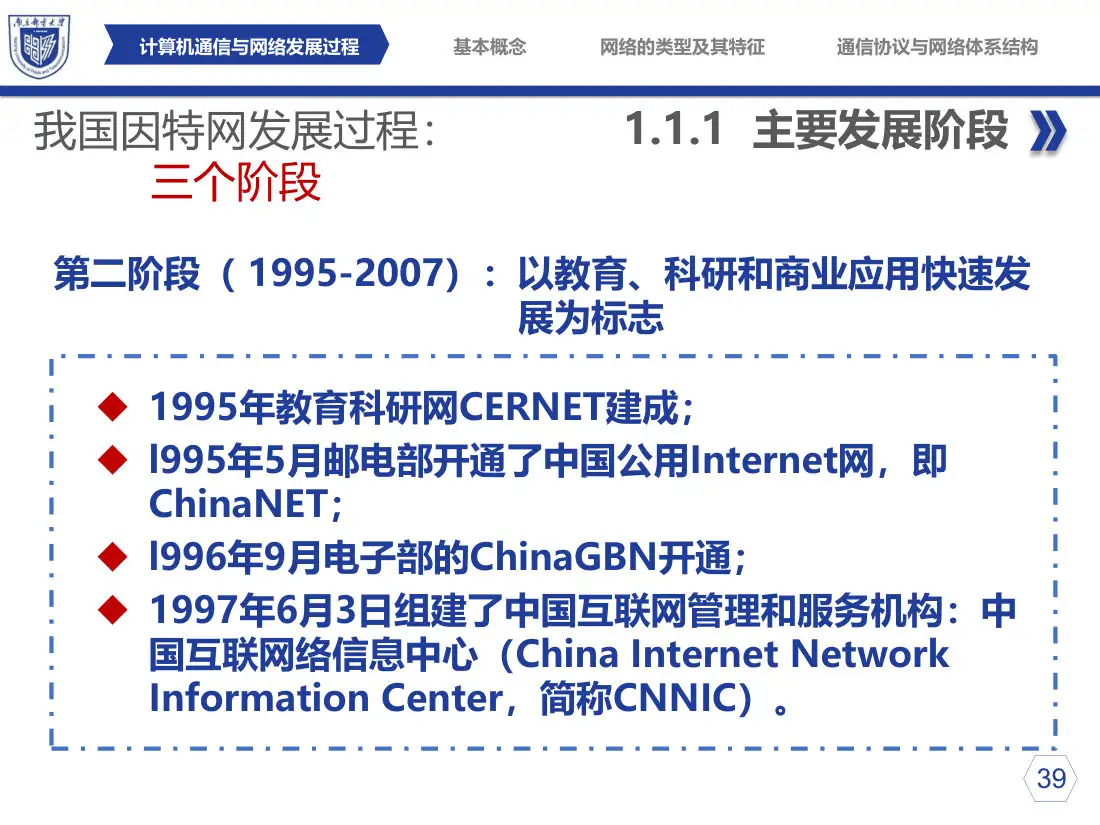 南京邮电大学
计算机通信与网络发展过程
基本概念
网络的类型及其特征
通信协议与网络体系结构
我国因特网发展过程：
三个阶段
1.1.1 主要发展阶段
第二阶段（ 1995-2007）：以教育、科研和商业应用快速发
展为标志
1995年教育科研网CERNET建成；
l995年5月邮电部开通了中国公用Internet网，即
ChinaNET；
l996年9月电子部的ChinaGBN开通；
1997年6月3日组建了中国互联网管理和服务机构：中
国互联网络信息中心（China Internet Network
Information Center，简称CNNIC）。
39